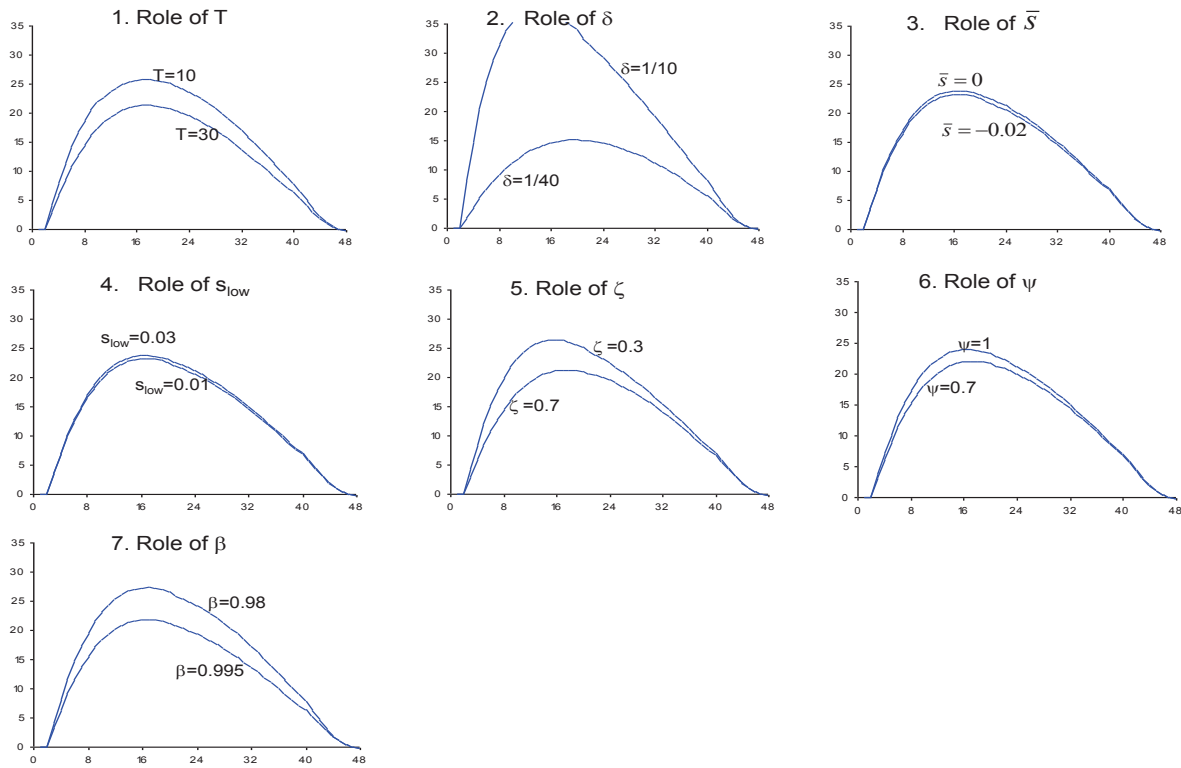 1. Role of T
35
30
25
20
15
10
5
0
0 8 16 24 32 40 48
T=10
T=30
2. Role of δ
35
30
25
20
15
10
5
0
0 8 16 24 32 40 48
δ=1/10
δ=1/40
3. Role of s̅
35
30
25
20
15
10
5
0
0 8 16 24 32 40 48
s̅ = 0
s̅ = −0.02
4. Role of slow
35
30
25
20
15
10
5
0
0 8 16 24 32 40 48
slow=0.03
slow=0.01
5. Role of ζ
35
30
25
20
15
10
5
0
0 8 16 24 32 40 48
ζ =0.3
ζ =0.7
6. Role of ψ
35
30
25
20
15
10
5
0
0 8 16 24 32 40 48
ψ=1
ψ=0.7
7. Role of β
35
30
25
20
15
10
5
0
0 8 16 24 32 40 48
β=0.98
β=0.995